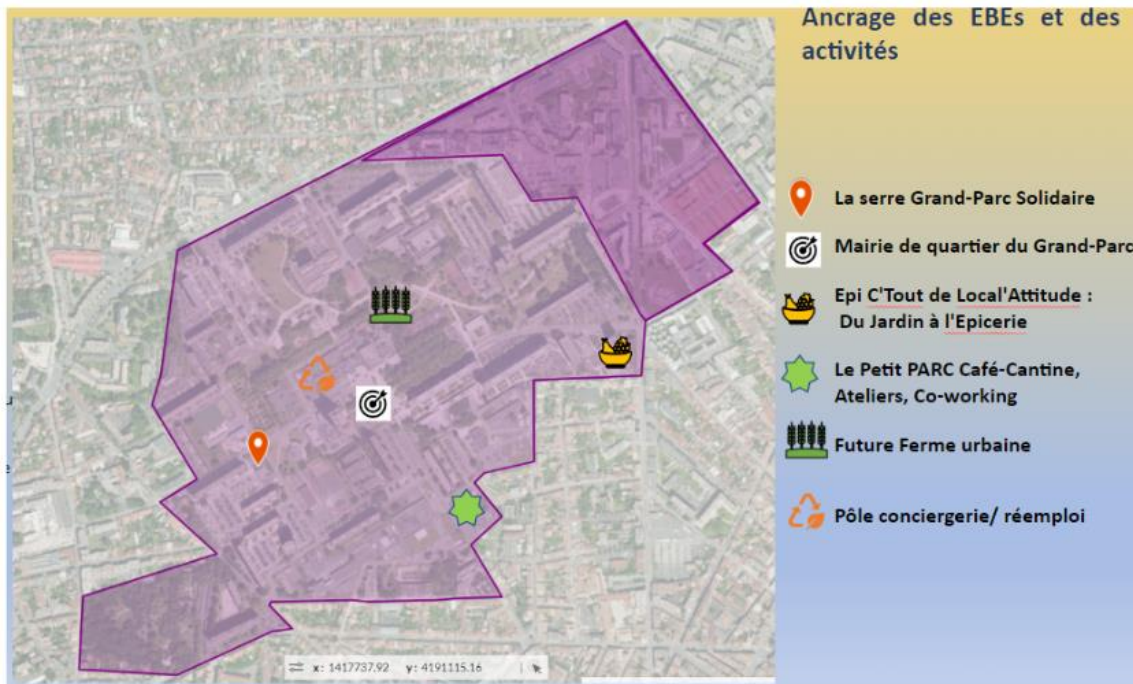 Ancrage des EBEs et des
activités
La serre Grand-Parc Solidaire
Mairie de quartier du Grand-Parc
Epi C'Tout de Local'Attitude :
Du Jardin à l'Epicerie
Le Petit PARC Café-Cantine,
Ateliers, Co-working
Future Ferme urbaine
Pôle conciergerie/ réemploi
u
e
x: 1417737.92 y: 4191115.16